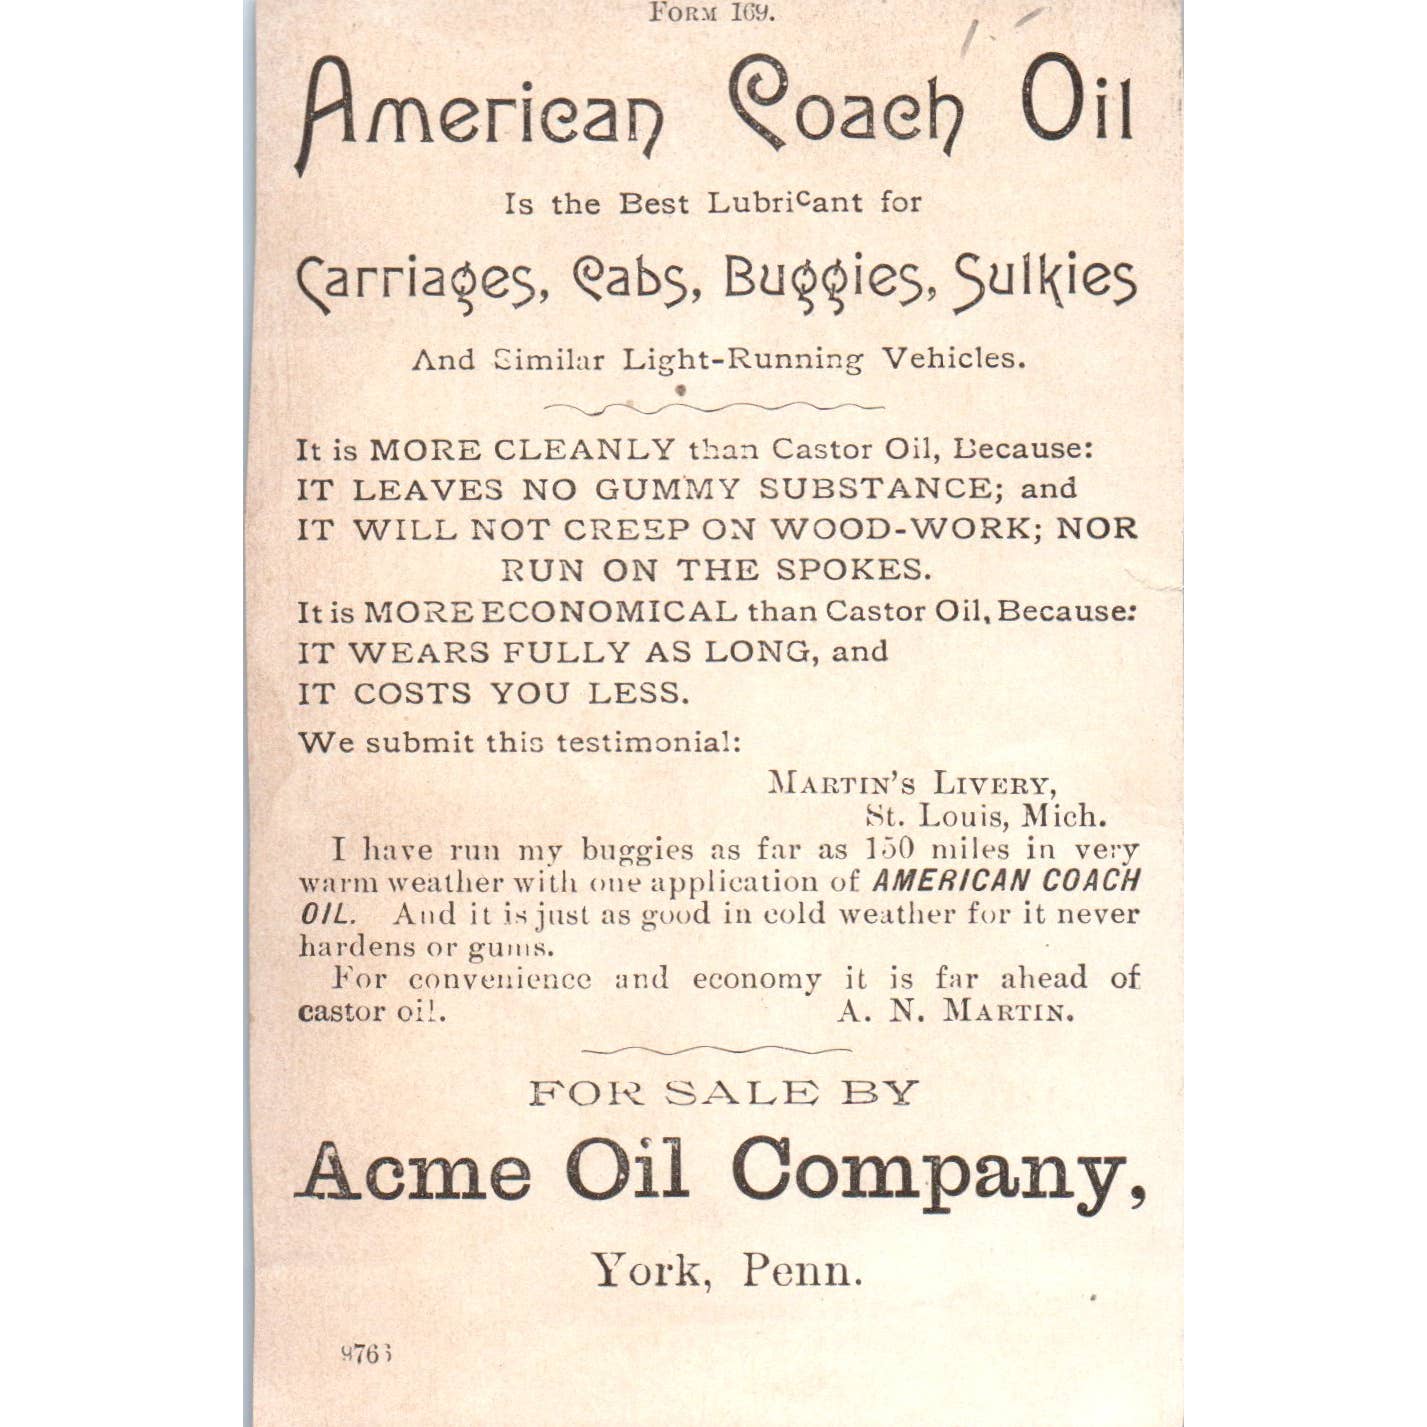 FORM 169.
American Coach Oil
Is the Best Lubricant for
Carriages, Cabs, Buggies, Sulkies
And Similar Light-Running Vehicles.
It is MORE CLEANLY than Castor Oil, Because:
IT LEAVES NO GUMMY SUBSTANCE; and
IT WILL NOT CREEP ON WOOD-WORK; NOR
RUN ON THE SPOKES.
It is MORE ECONOMICAL than Castor Oil, Because:
IT WEARS FULLY AS LONG, and
IT COSTS YOU LESS.
We submit this testimonial:
MARTIN'S LIVERY,
St. Louis, Mich.
I have run my buggies as far as 150 miles in very
warm weather with one application of AMERICAN COACH
OIL. And it is just as good in cold weather for it never
hardens or gums.
For convenience and economy it is far ahead of
castor oil. A. N. MARTIN.
FOR SALE BY
Acme Oil Company,
York, Penn.